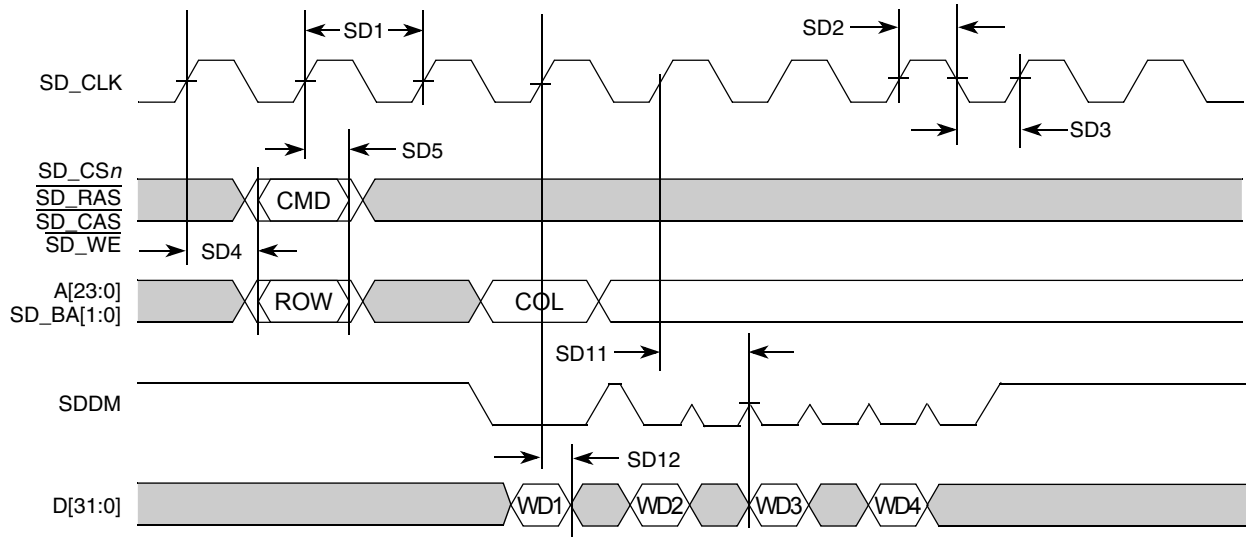 SD1
SD2
SD_CLK
SD3
SD5
SD_CSn
SD_RAS
SD_CAS
SD_WE
CMD
SD4
A[23:0]
SD_BA[1:0]
ROW
COL
SD11
SDDM
SD12
D[31:0]
WD1
WD2
WD3
WD4